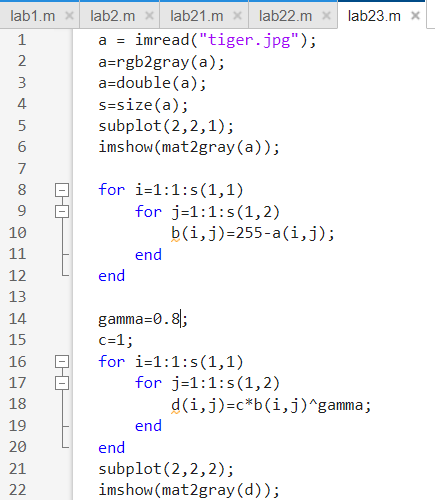 lab1.m × lab2.m × lab21.m × lab22.m × lab23.m ×
1 a = imread("tiger.jpg");
2 a=rgb2gray(a);
3 a=double(a);
4 s=size(a);
5 subplot(2,2,1);
6 imshow(mat2gray(a));
7
8 for i=1:1:s(1,1)
9 for j=1:1:s(1,2)
10 b(i,j)=255-a(i,j);
11 end
12 end
13
14 gamma=0.8;
15 c=1;
16 for i=1:1:s(1,1)
17 for j=1:1:s(1,2)
18 d(i,j)=c*b(i,j)^gamma;
19 end
20 end
21 subplot(2,2,2);
22 imshow(mat2gray(d));